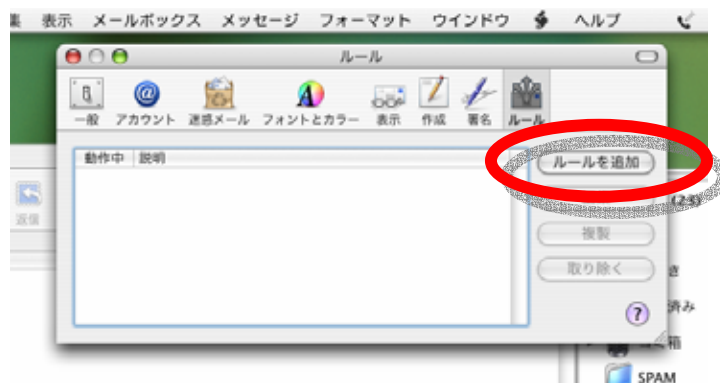 表示 メールボックス メッセージ フォーマット ウインドウ ヘルプ
ルール
一般 アカウント 迷惑メール フォントとカラー 表示 作成 署名 ルール
動作中 説明
ルールを追加
返信
複製
取り除く
?
済み
箱
SPAM